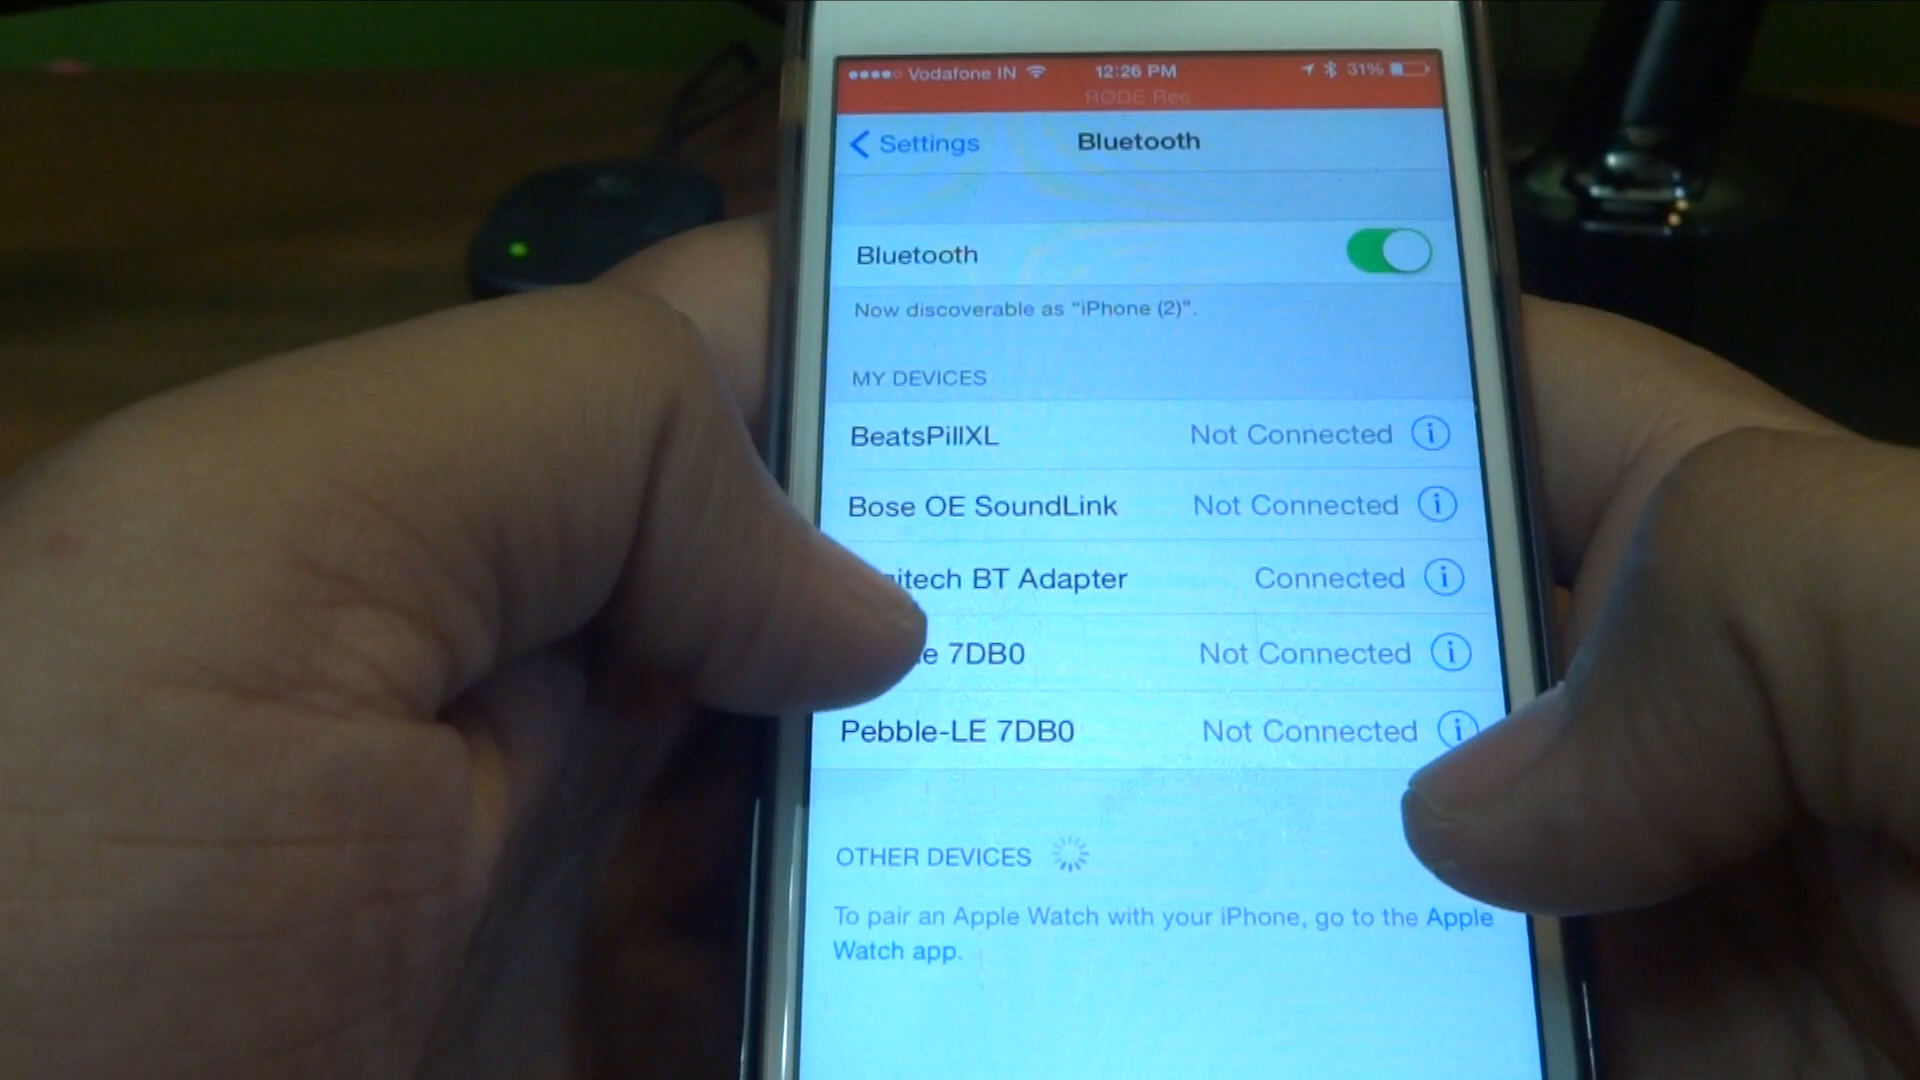 Vodafone IN 12:26 PM 31%
RØDE Rec
Settings Bluetooth
Bluetooth
Now discoverable as “iPhone (2)”.
MY DEVICES
BeatsPillXL Not Connected
Bose OE SoundLink Not Connected
itech BT Adapter Connected
e 7DB0 Not Connected
Pebble-LE 7DB0 Not Connected
OTHER DEVICES
To pair an Apple Watch with your iPhone, go to the Apple
Watch app.